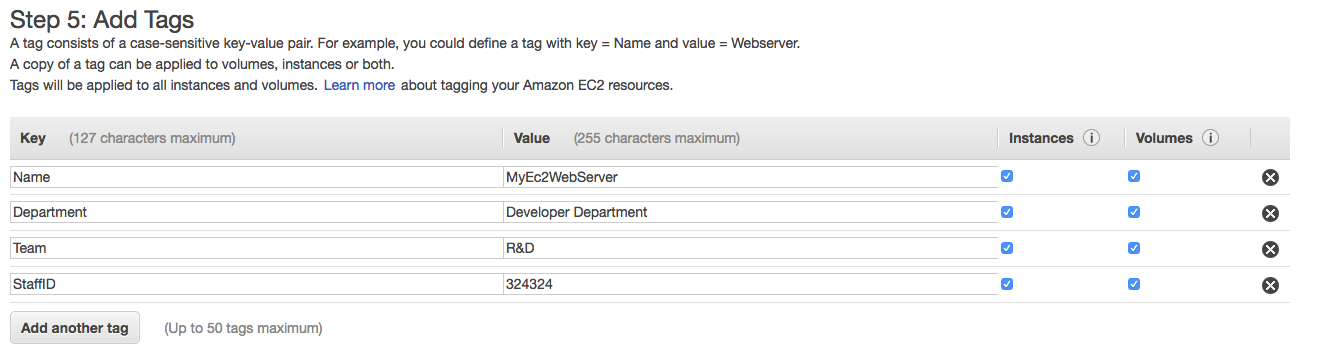 Step 5: Add Tags
A tag consists of a case-sensitive key-value pair. For example, you could define a tag with key = Name and value = Webserver.
A copy of a tag can be applied to volumes, instances or both.
Tags will be applied to all instances and volumes. Learn more about tagging your Amazon EC2 resources.
Key (127 characters maximum) Value (255 characters maximum) Instances i Volumes i
Name MyEc2WebServer
Department Developer Department
Team R&D
StaffID 324324
Add another tag (Up to 50 tags maximum)